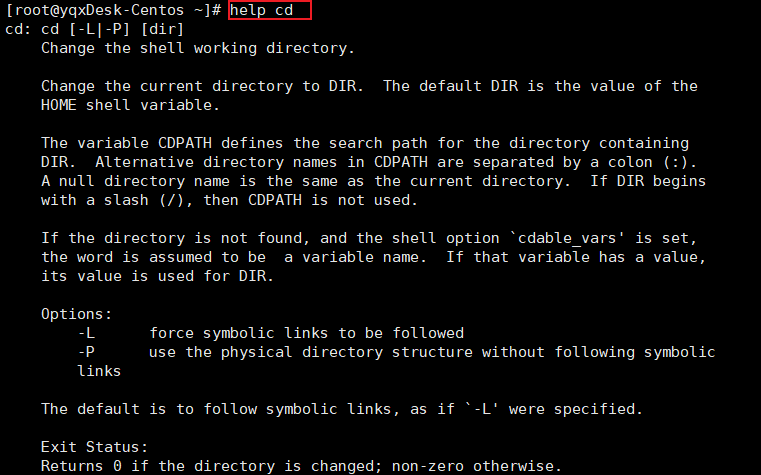 [root@yqxDesk-Centos ~]# help cd
cd: cd [-L|-P] [dir]
Change the shell working directory.
Change the current directory to DIR.  The default DIR is the value of the
HOME shell variable.
The variable CDPATH defines the search path for the directory containing
DIR.  Alternative directory names in CDPATH are separated by a colon (:).
A null directory name is the same as the current directory.  If DIR begins
with a slash (/), then CDPATH is not used.
If the directory is not found, and the shell option `cdable_vars' is set,
the word is assumed to be  a variable name.  If that variable has a value,
its value is used for DIR.
Options:
-L      force symbolic links to be followed
-P      use the physical directory structure without following symbolic
links
The default is to follow symbolic links, as if `-L' were specified.
Exit Status:
Returns 0 if the directory is changed; non-zero otherwise.